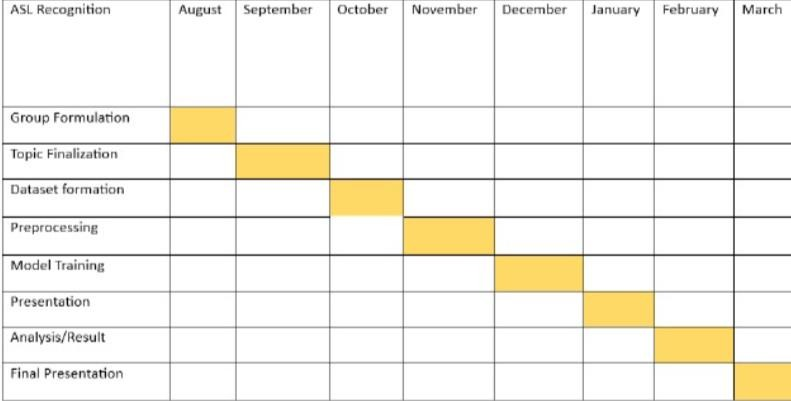 ASL Recognition August September October November December January February March
Group Formulation
Topic Finalization
Dataset formation
Preprocessing
Model Training
Presentation
Analysis/Result
Final Presentation